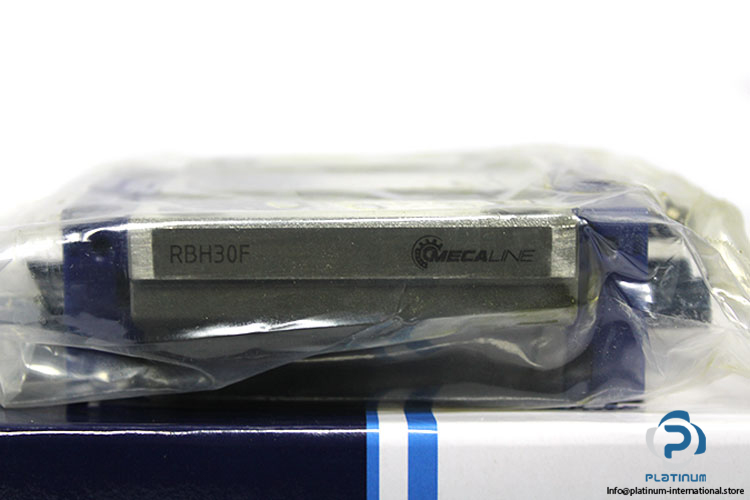 RBH30F
MECALINE
PLATINUM
Info@platinum-international.store